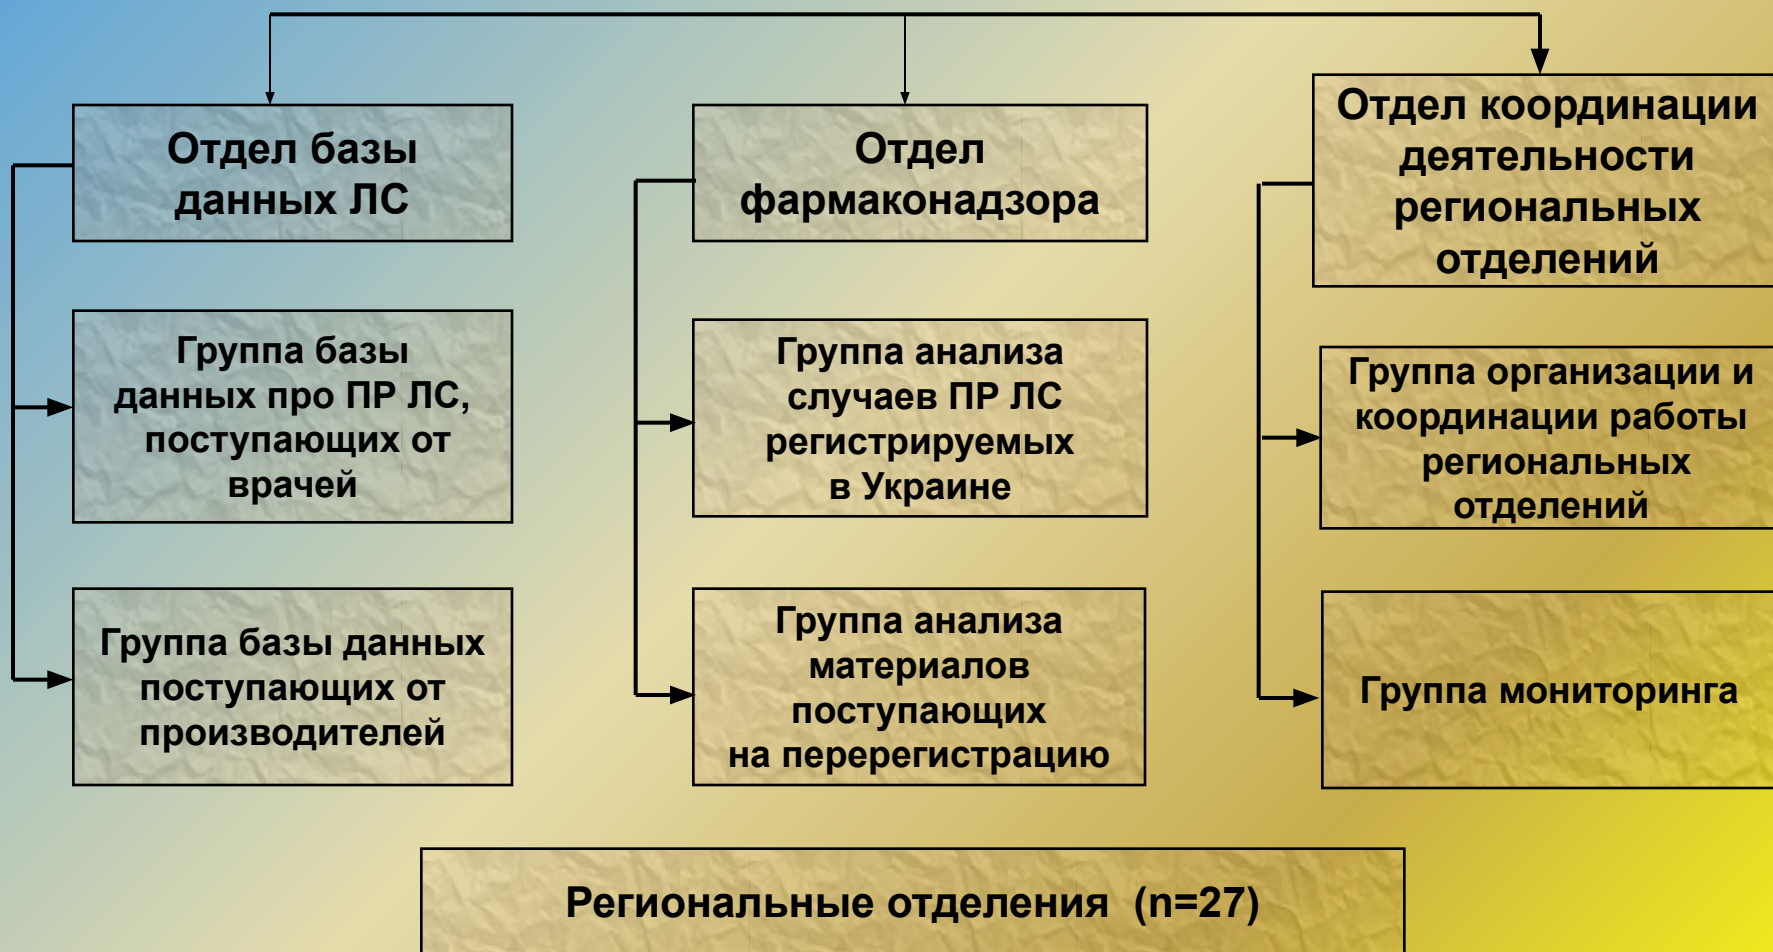 Отдел базы
данных ЛС
Отдел
фармаконадзора
Отдел координации
деятельности
региональных
отделений
Группа базы
данных про ПР ЛС,
поступающих от
врачей
Группа анализа
случаев ПР ЛС
регистрируемых
в Украине
Группа организации и
координации работы
региональных
отделений
Группа базы данных
поступающих от
производителей
Группа анализа
материалов
поступающих
на перерегистрацию
Группа мониторинга
Региональные отделения (n=27)